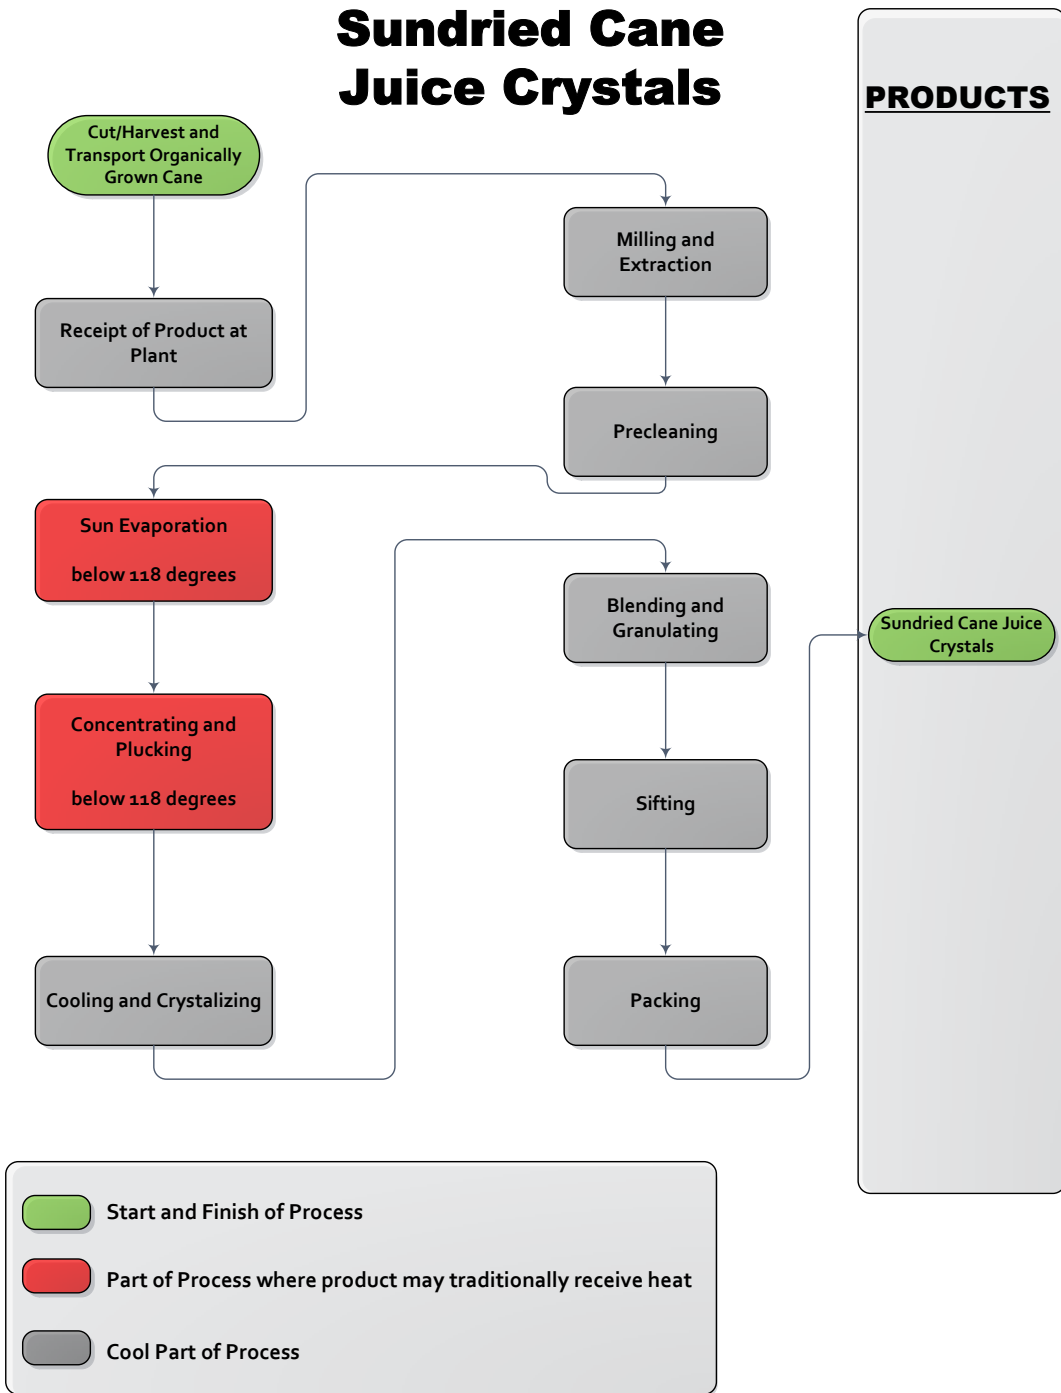 Sundried Cane
Juice Crystals
PRODUCTS
Cut/Harvest and
Transport Organically
Grown Cane
Receipt of Product at
Plant
Milling and
Extraction
Precleaning
Sun Evaporation
below 118 degrees
Concentrating and
Plucking
below 118 degrees
Cooling and Crystalizing
Blending and
Granulating
Sifting
Packing
Sundried Cane Juice
Crystals
Start and Finish of Process
Part of Process where product may traditionally receive heat
Cool Part of Process